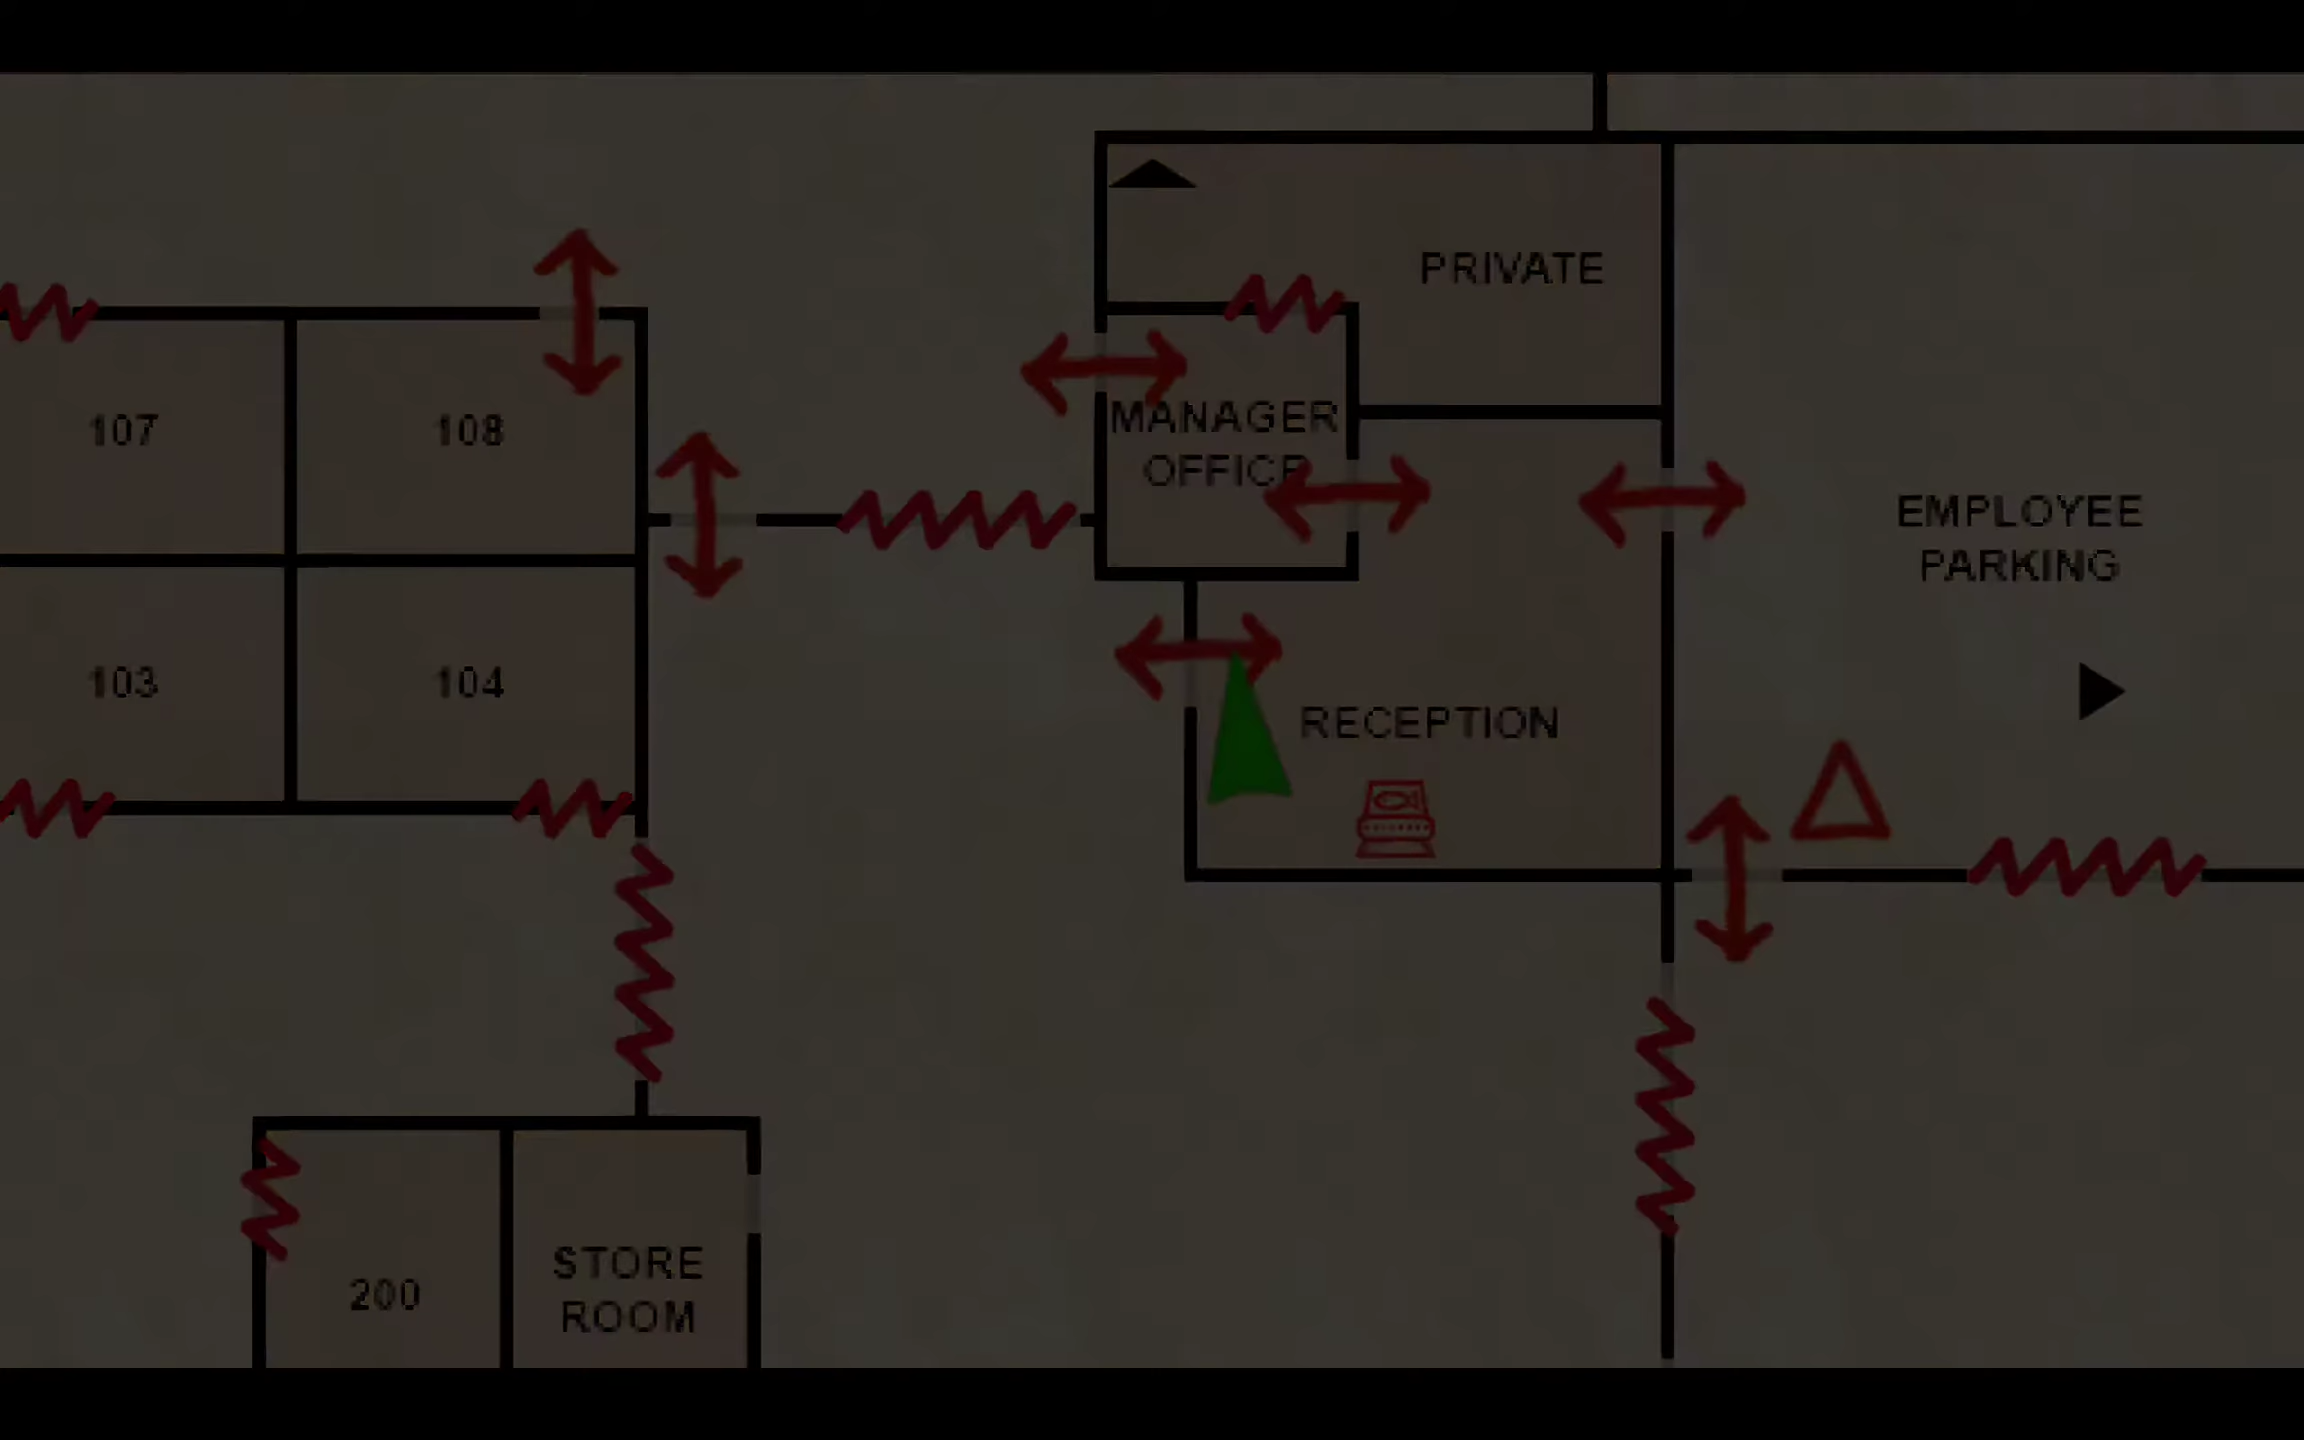 PRIVATE
107
108
MANAGER
OFFICE
EMPLOYEE
PARKING
103
104
RECEPTION
200
STORE
ROOM